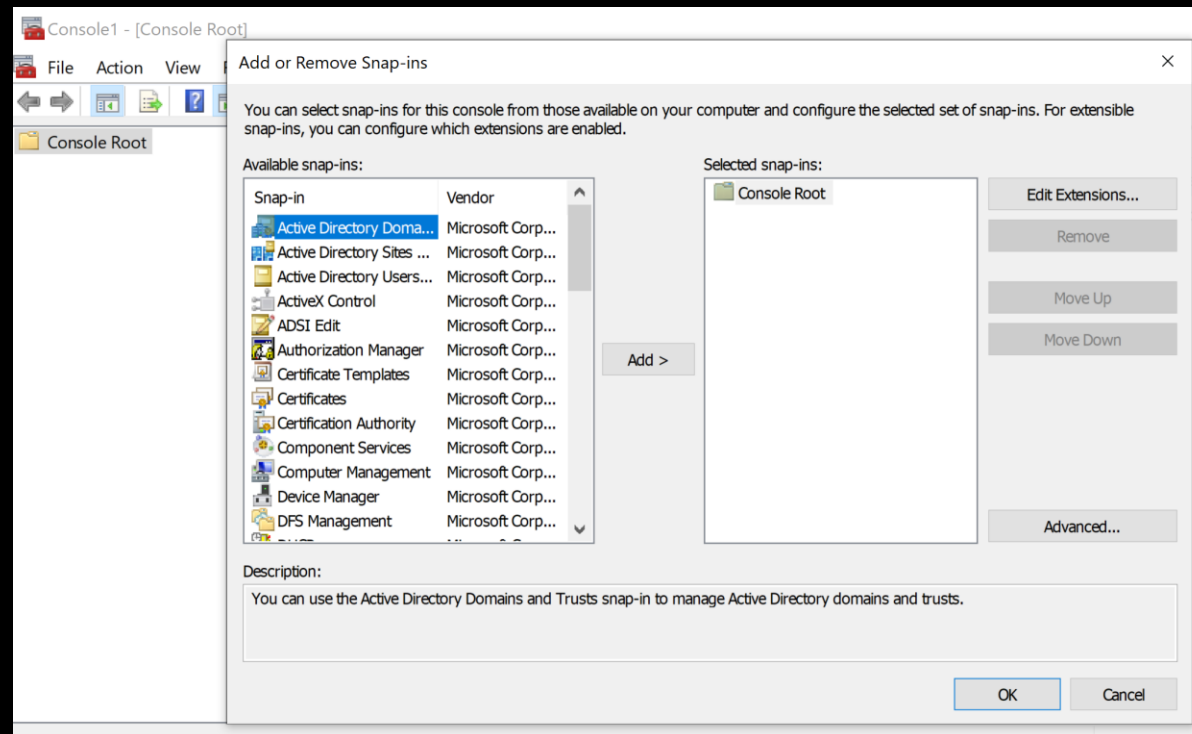 Console1 - [Console Root]
File Action View
Add or Remove Snap-ins
You can select snap-ins for this console from those available on your computer and configure the selected set of snap-ins. For extensible
snap-ins, you can configure which extensions are enabled.
Available snap-ins:
Snap-in Vendor
Active Directory Doma... Microsoft Corp...
Active Directory Sites ... Microsoft Corp...
Active Directory Users... Microsoft Corp...
ActiveX Control Microsoft Corp...
ADSI Edit Microsoft Corp...
Authorization Manager Microsoft Corp...
Certificate Templates Microsoft Corp...
Certificates Microsoft Corp...
Certification Authority Microsoft Corp...
Component Services Microsoft Corp...
Computer Management Microsoft Corp...
Device Manager Microsoft Corp...
DFS Management Microsoft Corp...
Add >
Selected snap-ins:
Console Root
Edit Extensions...
Remove
Move Up
Move Down
Advanced...
Console Root
Description:
You can use the Active Directory Domains and Trusts snap-in to manage Active Directory domains and trusts.
OK Cancel